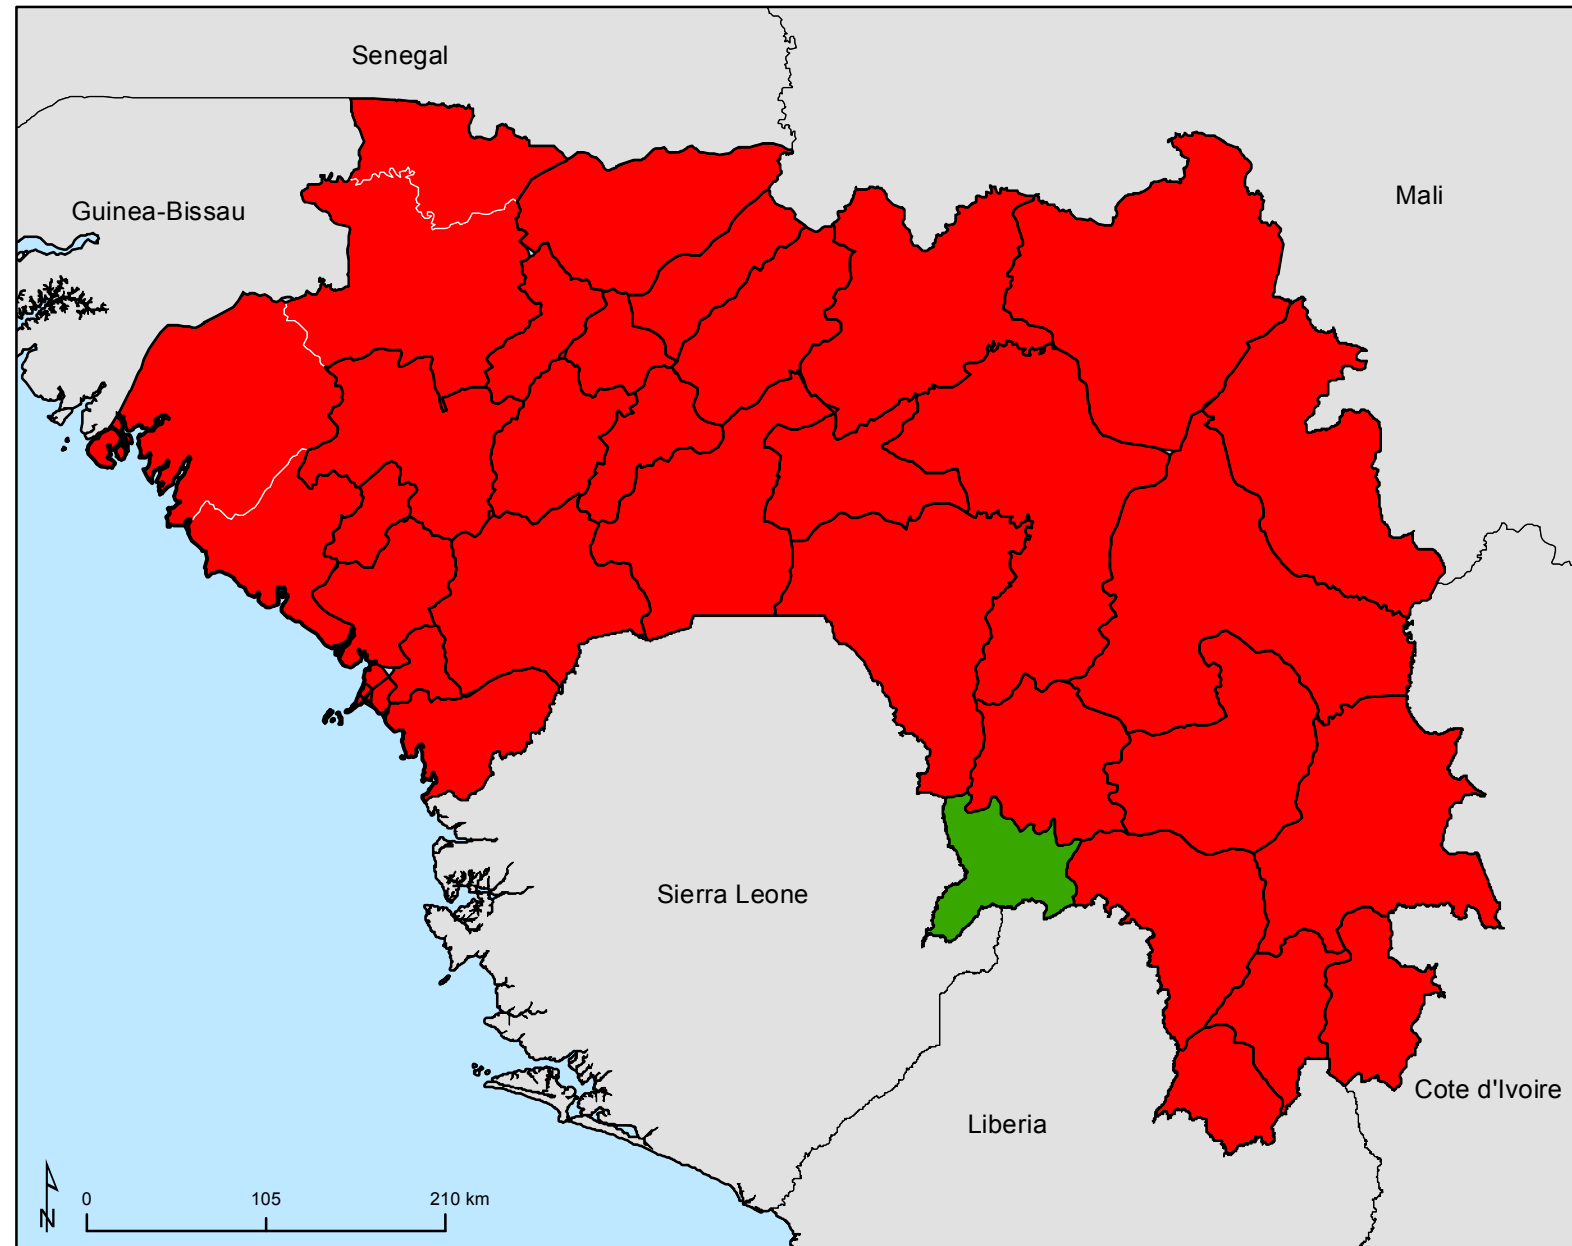 Senegal
Mali
Guinea-Bissau
Sierra Leone
Cote d'Ivoire
Liberia
0 105 210 km
N